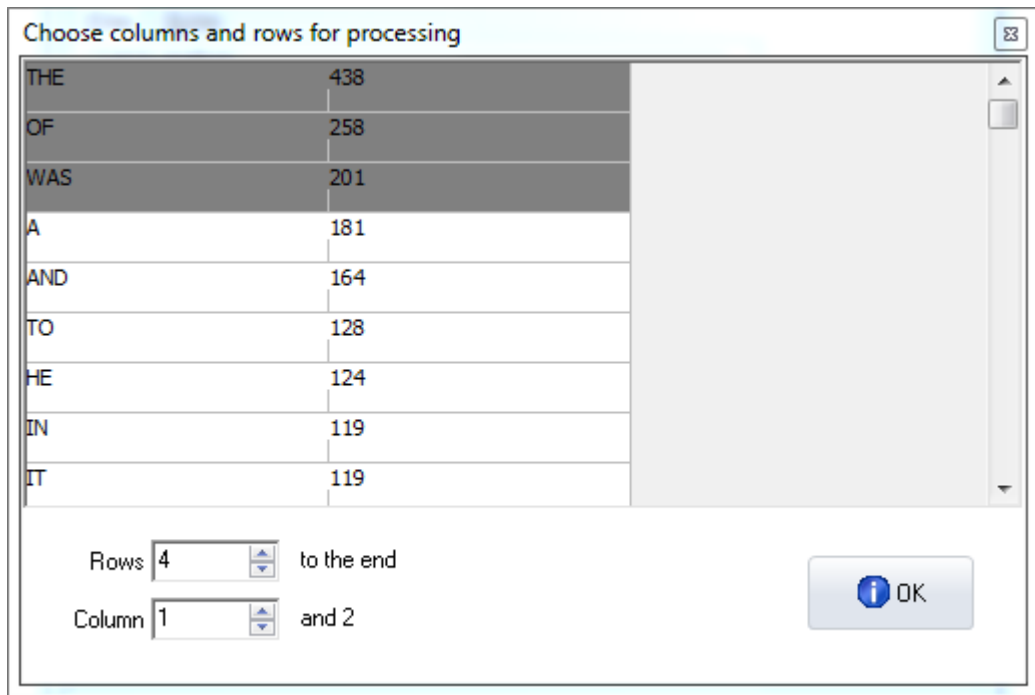 Choose columns and rows for processing
THE 438
OF 258
WAS 201
A 181
AND 164
TO 128
HE 124
IN 119
IT 119
Rows 4 to the end
Column 1 and 2
OK